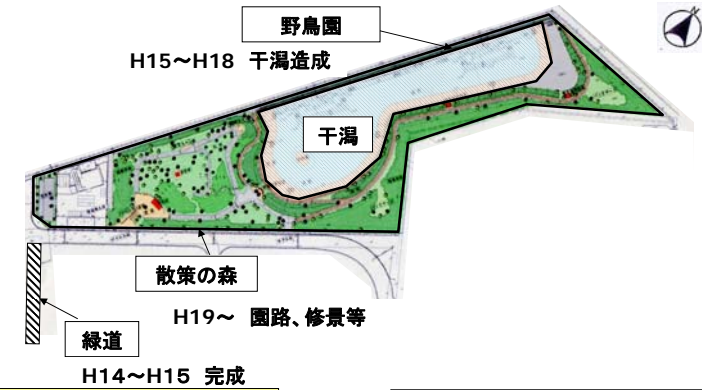 野鳥園
H15～H18 干潟造成
干潟
散策の森
H19～ 園路、修景等
緑道
H14～H15 完成